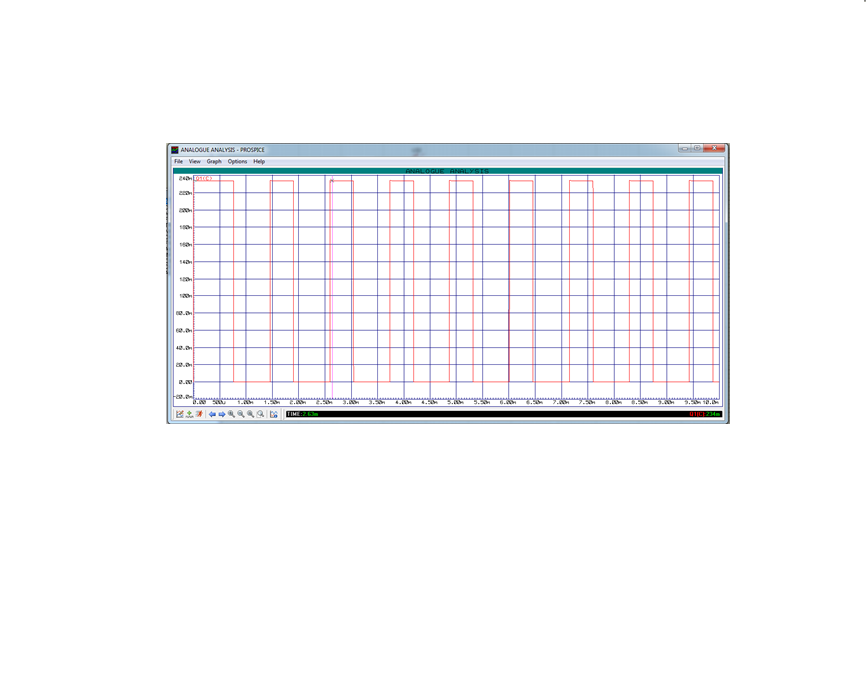 ANALOGUE ANALYSIS - PROSPICE
File View Graph Options Help
ANALOGUE ANALYSIS
240m
Q1(C)
220m
200m
180m
160m
140m
120m
100m
80.0m
60.0m
40.0m
20.0m
0.00
-20.0m
0.00 500u 1.00m 1.50m 2.00m 2.50m 3.00m 3.50m 4.00m 4.50m 5.00m 5.50m 6.00m 6.50m 7.00m 7.50m 8.00m 8.50m 9.00m 9.50m 10.0m
TIME: 2.63m Q1(C): 234m